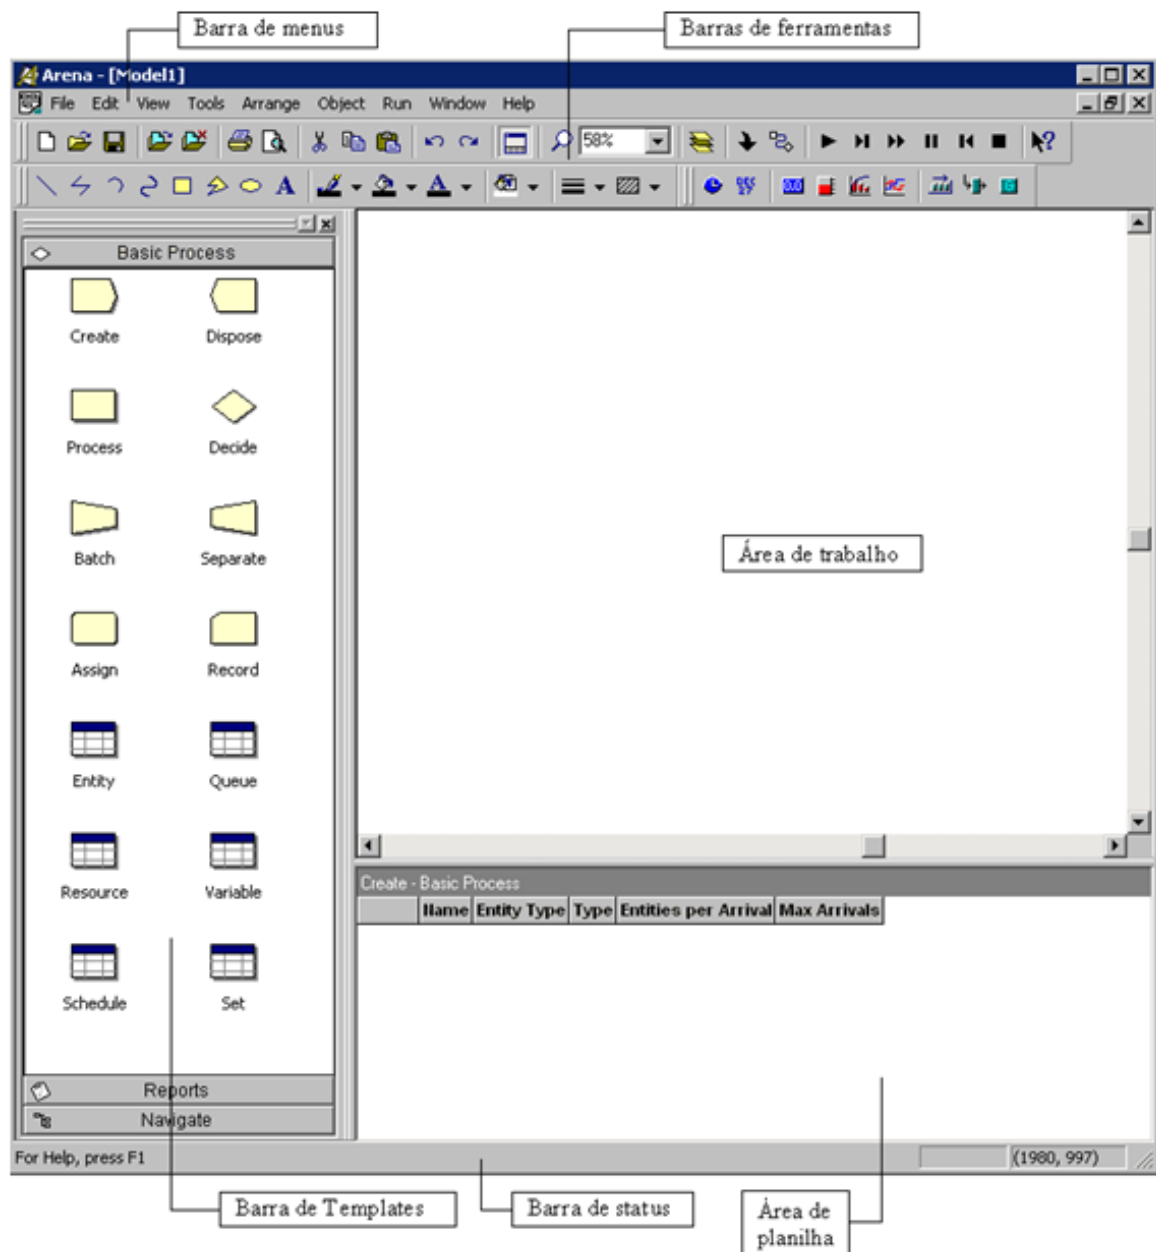 Barra de menus
Barras de ferramentas
Arena - [Model1]
File Edit View Tools Arrange Object Run Window Help
58%
A A
Basic Process
Create Dispose
Process Decide
Batch Separate
Assign Record
Entity Queue
Resource Variable
Schedule Set
Reports
Navigate
Área de trabalho
Create - Basic Process
Name Entity Type Type Entities per Arrival Max Arrivals
For Help, press F1
(1980, 997)
Barra de Templates
Barra de status
Área de
planilha